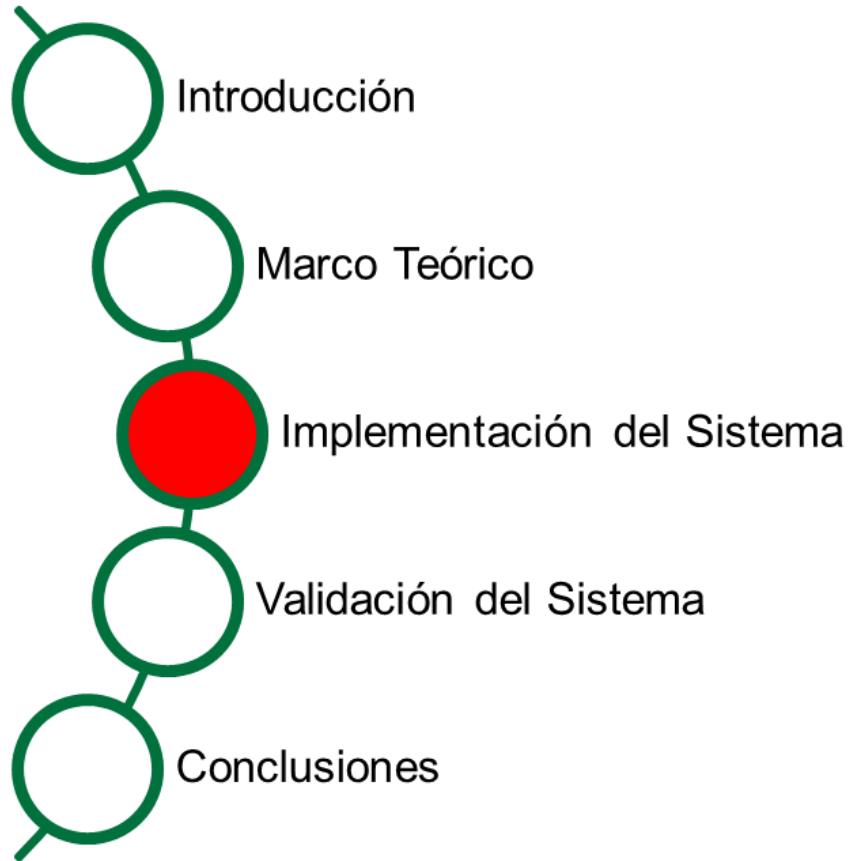 Introducción
Marco Teórico
Implementación del Sistema
Validación del Sistema
Conclusiones